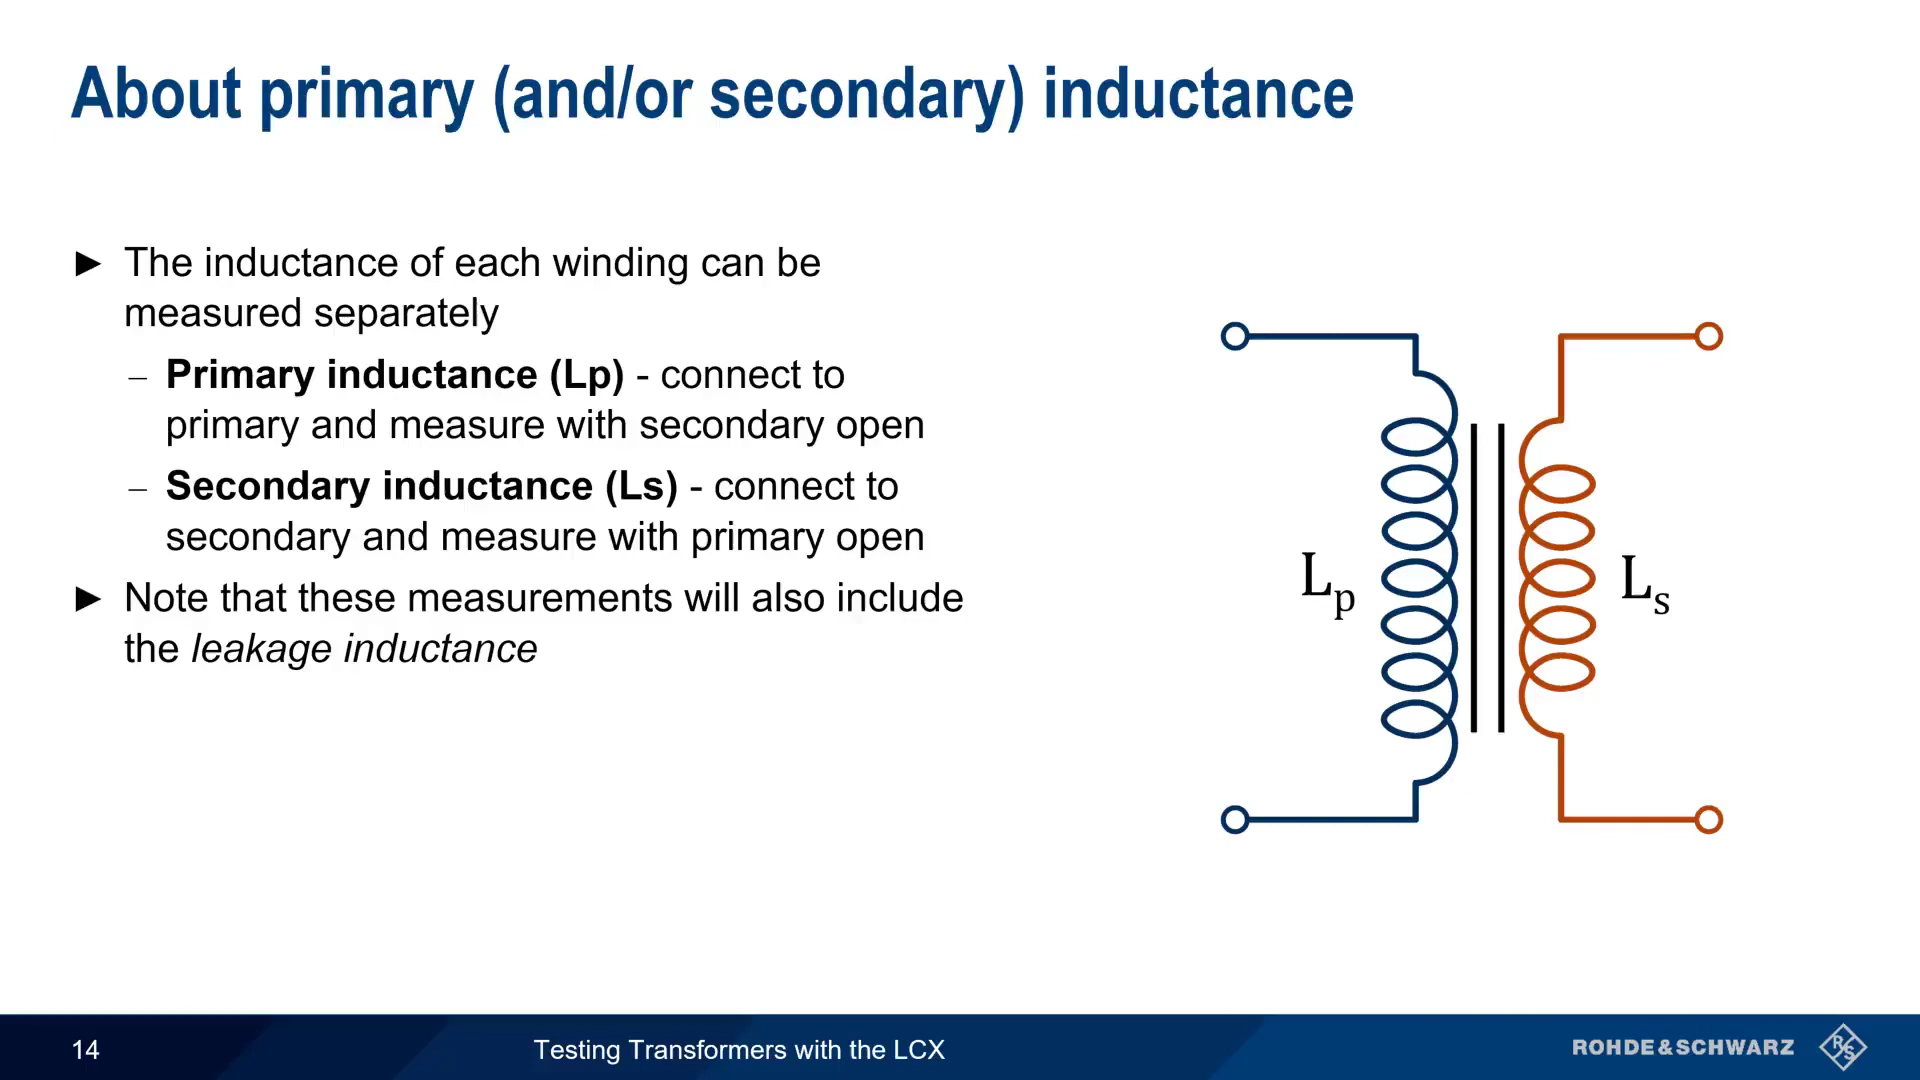 About primary (and/or secondary) inductance
► The inductance of each winding can be
measured separately
– Primary inductance (Lp) - connect to
primary and measure with secondary open
– Secondary inductance (Ls) - connect to
secondary and measure with primary open
► Note that these measurements will also include
the leakage inductance
Lp
Ls
14
Testing Transformers with the LCX
ROHDE&SCHWARZ
RS